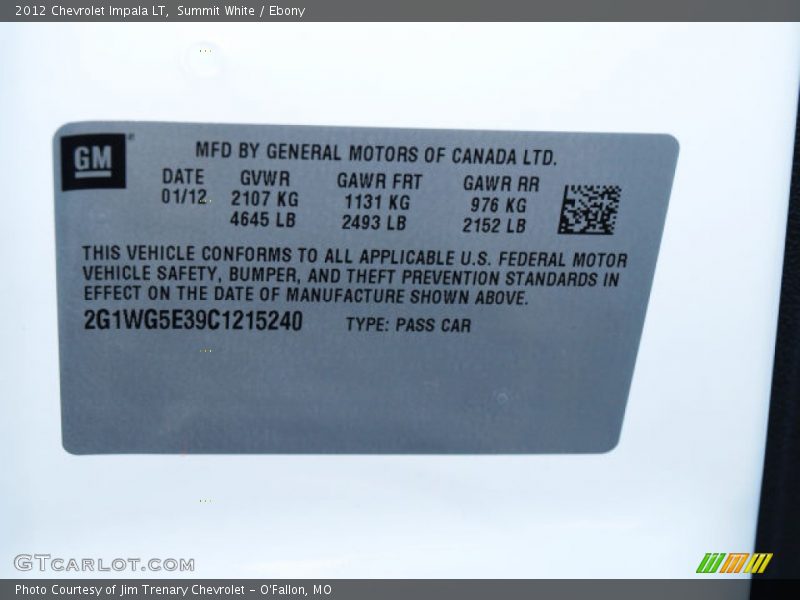 2012 Chevrolet Impala LT, Summit White / Ebony
GM
MFD BY GENERAL MOTORS OF CANADA LTD.
DATE GVWR GAWR FRT GAWR RR
01/12 2107 KG 1131 KG 976 KG
4645 LB 2493 LB 2152 LB
THIS VEHICLE CONFORMS TO ALL APPLICABLE U.S. FEDERAL MOTOR
VEHICLE SAFETY, BUMPER, AND THEFT PREVENTION STANDARDS IN
EFFECT ON THE DATE OF MANUFACTURE SHOWN ABOVE.
2G1WG5E39C1215240 TYPE: PASS CAR
GTCARLOT.COM
Photo Courtesy of Jim Trenary Chevrolet - O'Fallon, MO